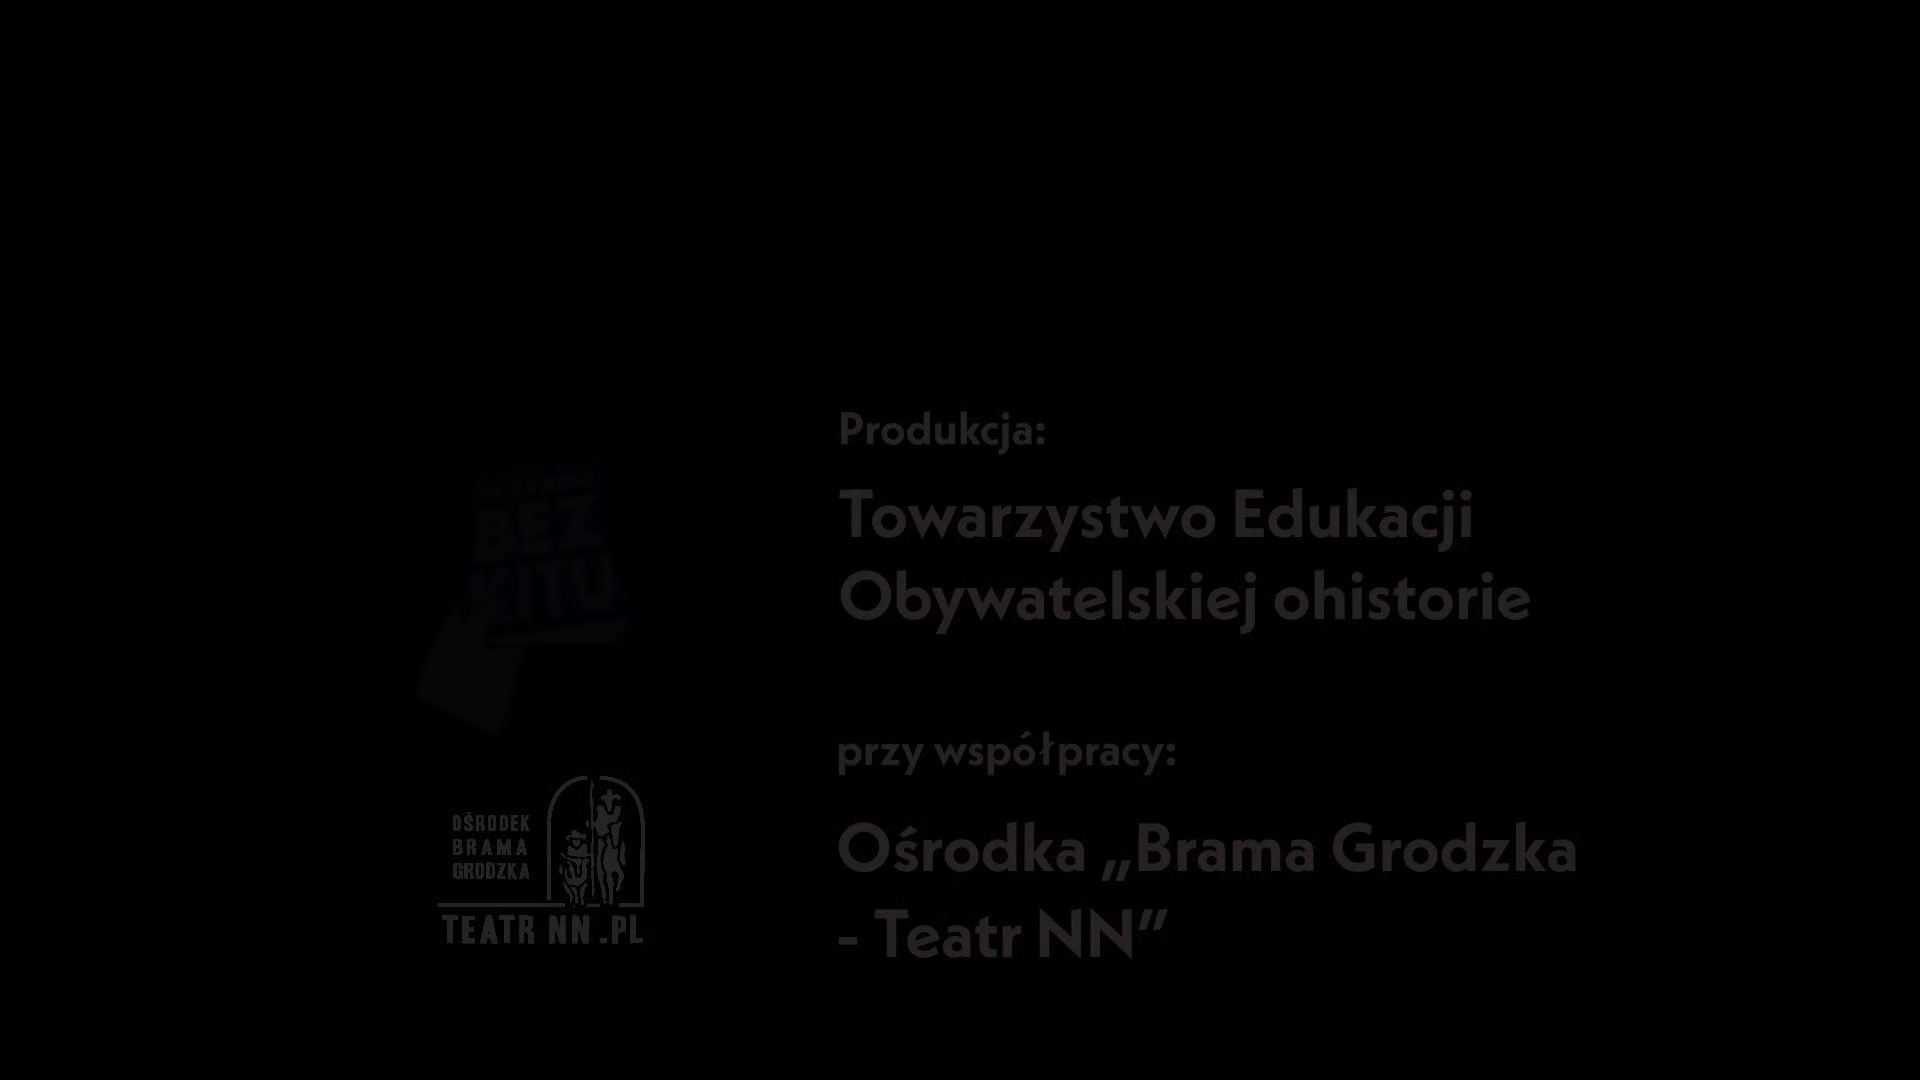 Produkcja:
Towarzystwo Edukacji
Obywatelskiej ohistorie
BEZ
KITU
przy współpracy:
Ośrodka „Brama Grodzka
- Teatr NN”
OŚRODEK
BRAMA
GRODZKA
TEATR NN .PL